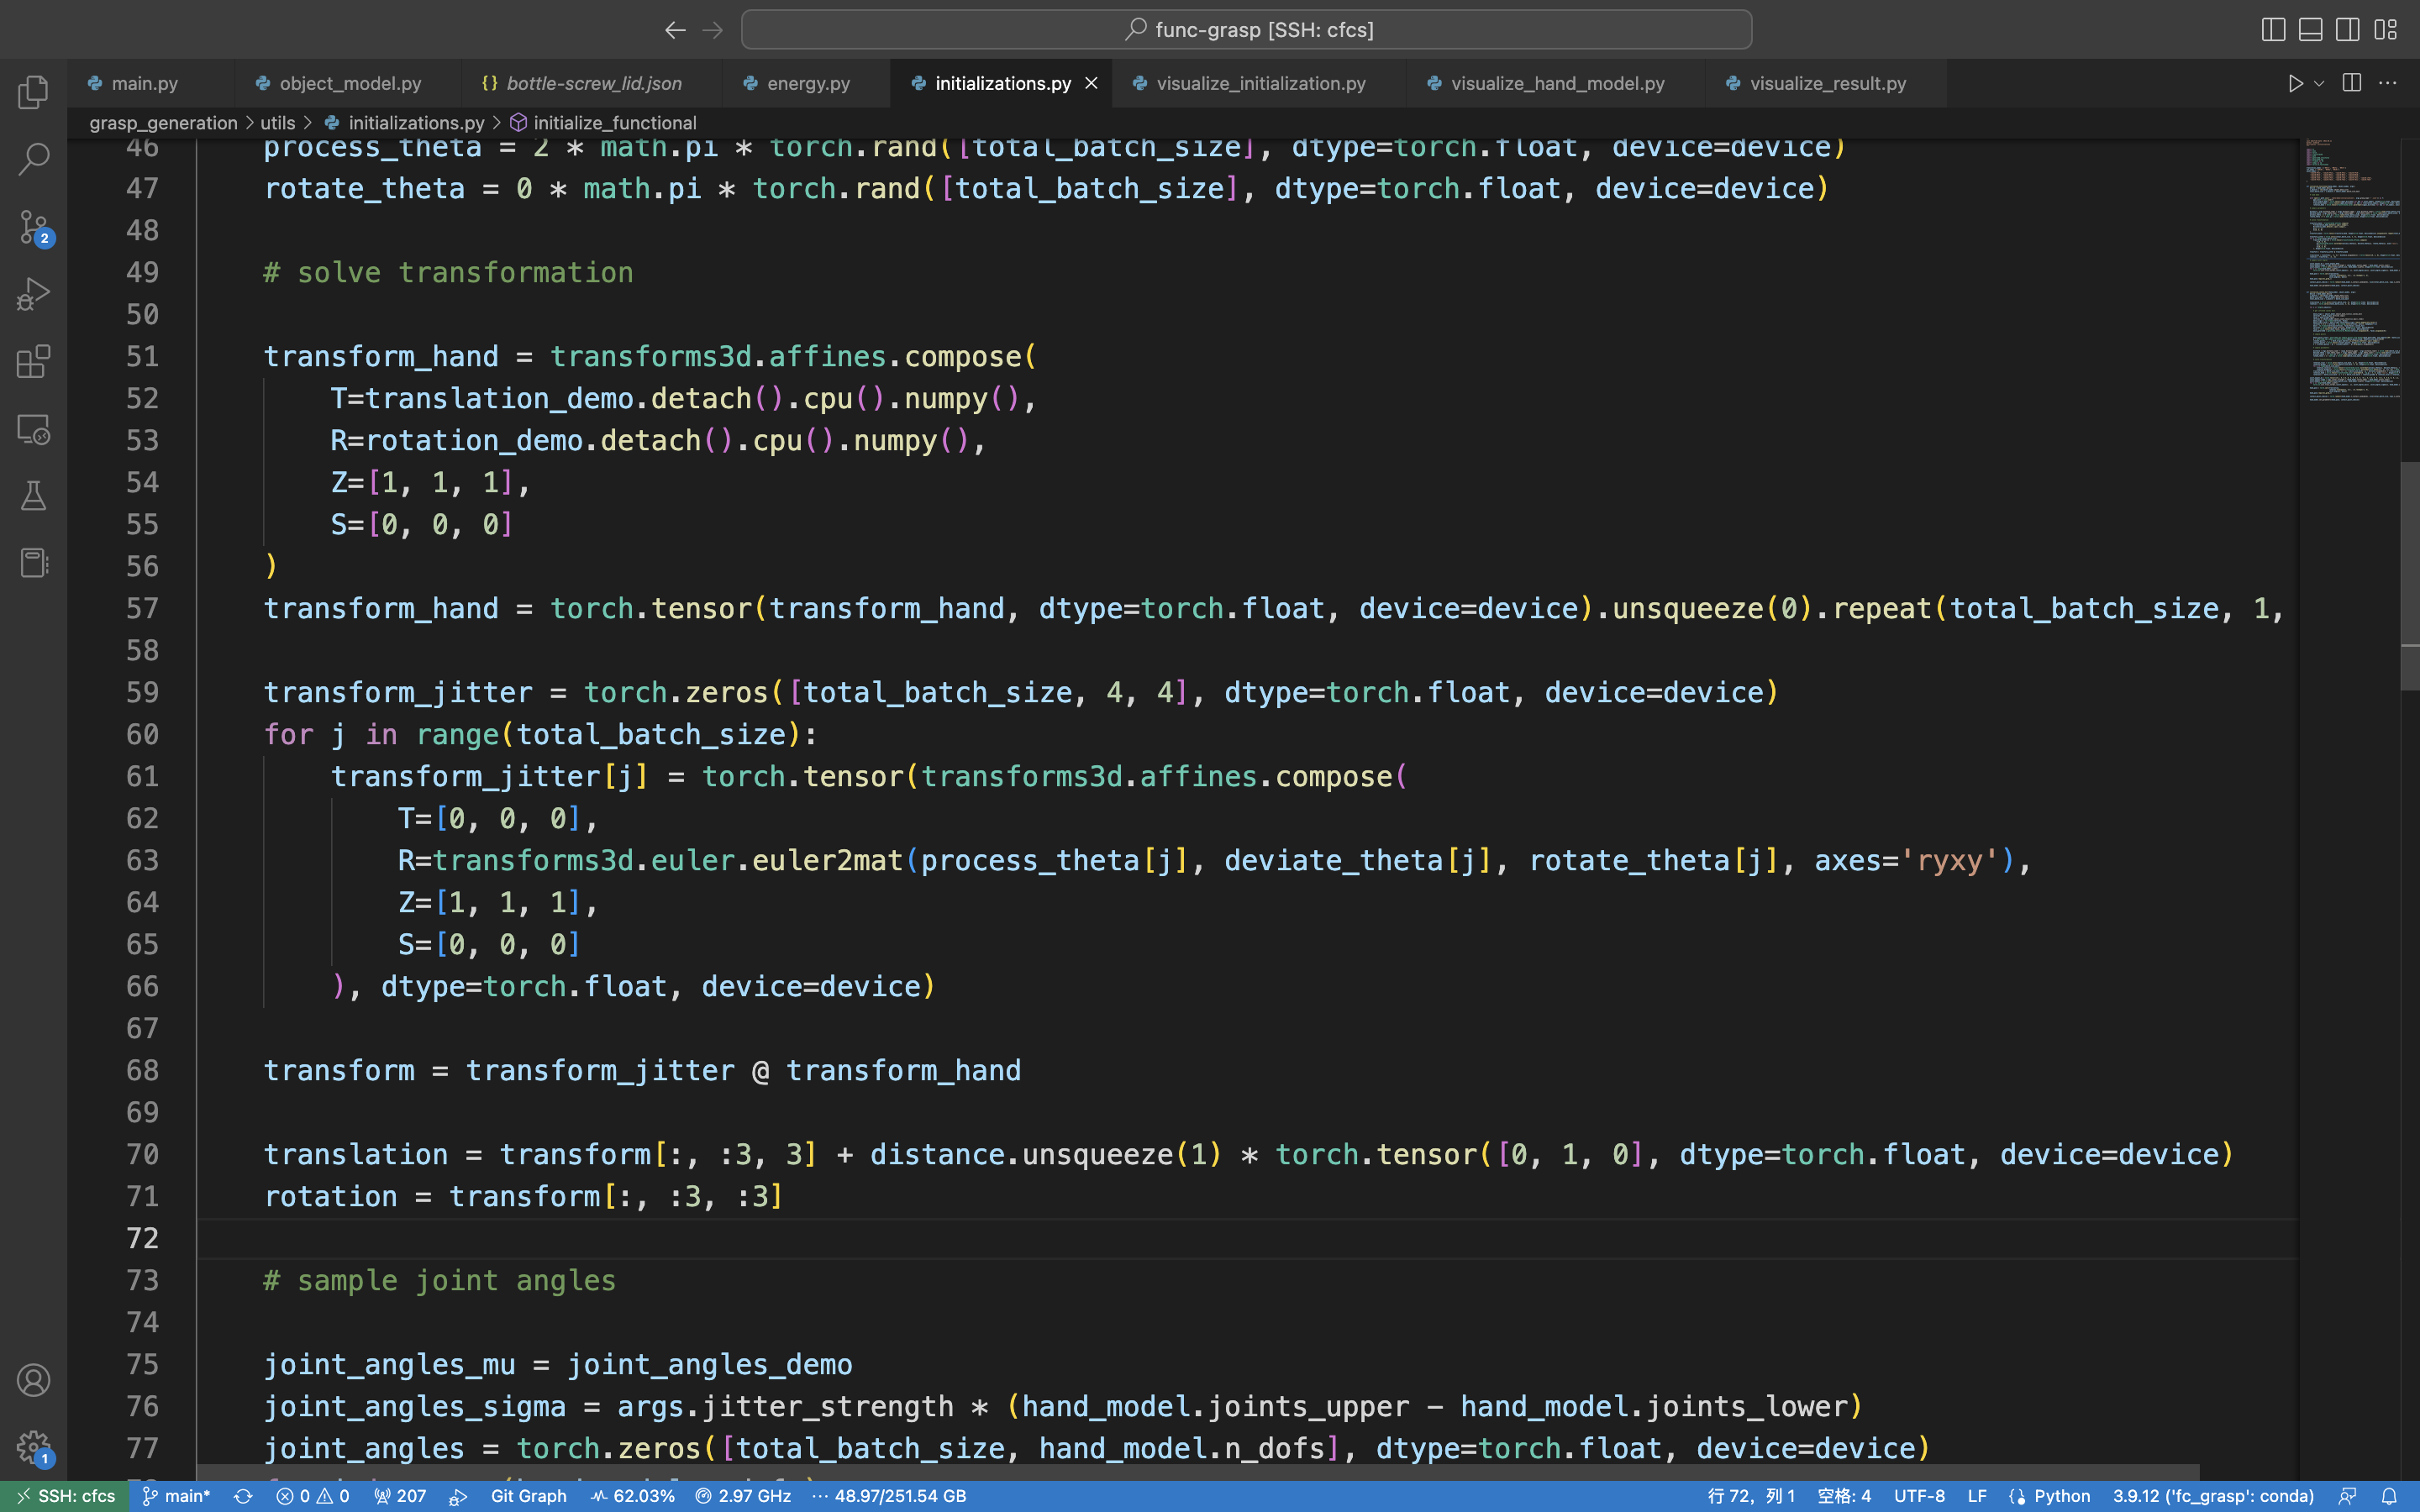 func-grasp [SSH: cfcs]
main.py
object_model.py
{} bottle-screw_lid.json
energy.py
initializations.py
visualize_initialization.py
visualize_hand_model.py
visualize_result.py
grasp_generation > utils > initializations.py > initialize_functional
46 process_theta = 2 * math.pi * torch.rand([total_batch_size], dtype=torch.float, device=device)
47 rotate_theta = 0 * math.pi * torch.rand([total_batch_size], dtype=torch.float, device=device)
48
49 # solve transformation
50
51 transform_hand = transforms3d.affines.compose(
52 T=translation_demo.detach().cpu().numpy(),
53 R=rotation_demo.detach().cpu().numpy(),
54 Z=[1, 1, 1],
55 S=[0, 0, 0]
56 )
57 transform_hand = torch.tensor(transform_hand, dtype=torch.float, device=device).unsqueeze(0).repeat(total_batch_size, 1,
58
59 transform_jitter = torch.zeros([total_batch_size, 4, 4], dtype=torch.float, device=device)
60 for j in range(total_batch_size):
61 transform_jitter[j] = torch.tensor(transforms3d.affines.compose(
62 T=[0, 0, 0],
63 R=transforms3d.euler.euler2mat(process_theta[j], deviate_theta[j], rotate_theta[j], axes='ryxy'),
64 Z=[1, 1, 1],
65 S=[0, 0, 0]
66 ), dtype=torch.float, device=device)
67
68 transform = transform_jitter @ transform_hand
69
70 translation = transform[:, :3, 3] + distance.unsqueeze(1) * torch.tensor([0, 1, 0], dtype=torch.float, device=device)
71 rotation = transform[:, :3, :3]
72
73 # sample joint angles
74
75 joint_angles_mu = joint_angles_demo
76 joint_angles_sigma = args.jitter_strength * (hand_model.joints_upper - hand_model.joints_lower)
77 joint_angles = torch.zeros([total_batch_size, hand_model.n_dofs], dtype=torch.float, device=device)
2
1
SSH: cfcs main* 0 0 207 Git Graph 62.03% 2.97 GHz 48.97/251.54 GB 行 72，列 1 空格: 4 UTF-8 LF Python 3.9.12 ('fc_grasp': conda)